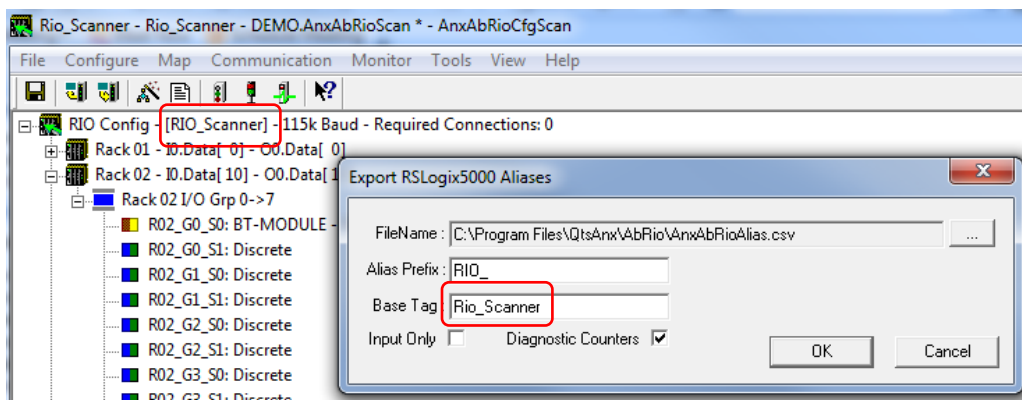 Rio_Scanner - Rio_Scanner - DEMO.AnxAbRioScan * - AnxAbRioCfgScan
File Configure Map Communication Monitor Tools View Help
RIO Config - [RIO_Scanner] - 115k Baud - Required Connections: 0
Rack 01 - I0.Data[ 0] - O0.Data[ 0]
Rack 02 - I0.Data[ 10] - O0.Data[ 1
Rack 02 I/O Grp 0->7
R02_G0_S0: BT-MODULE -
R02_G0_S1: Discrete
R02_G1_S0: Discrete
R02_G1_S1: Discrete
R02_G2_S0: Discrete
R02_G2_S1: Discrete
R02_G3_S0: Discrete
R02_G3_S1: Discrete
Export RSLogix5000 Aliases
FileName : C:\Program Files\QtsAnx\AbRio\AnxAbRioAlias.csv ...
Alias Prefix : RIO_
Base Tag : Rio_Scanner
Input Only Diagnostic Counters
OK Cancel